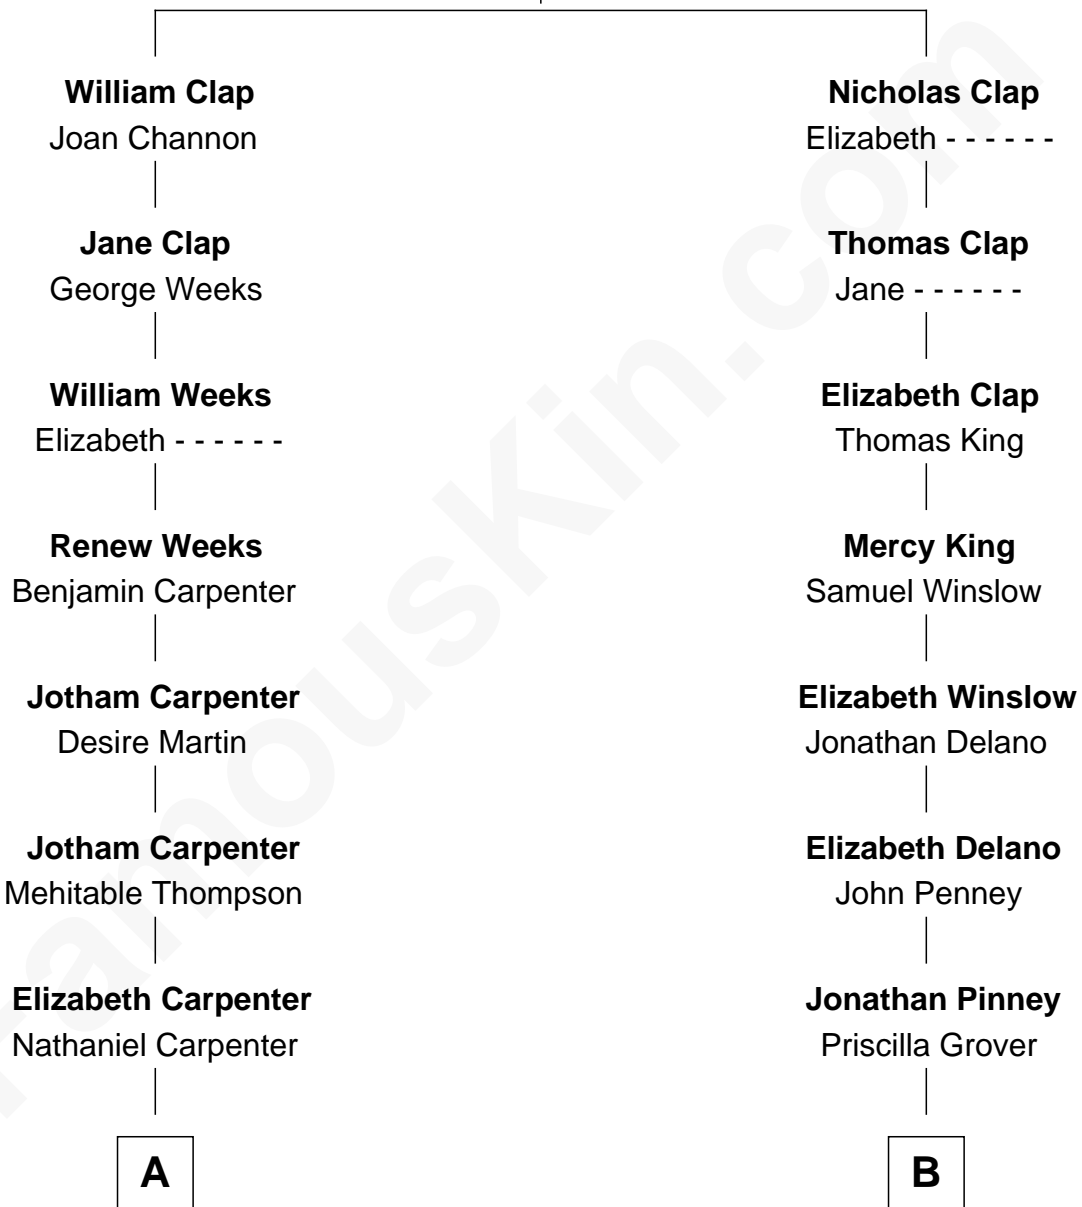 William Clap
Joan Channon
Nicholas Clap
Elizabeth - - - - - -
Jane Clap
George Weeks
Thomas Clap
Jane - - - - - -
William Weeks
Elizabeth - - - - - -
Elizabeth Clap
Thomas King
Renew Weeks
Benjamin Carpenter
Mercy King
Samuel Winslow
Jotham Carpenter
Desire Martin
Elizabeth Winslow
Jonathan Delano
Jotham Carpenter
Mehitable Thompson
Elizabeth Delano
John Penney
Elizabeth Carpenter
Nathaniel Carpenter
Jonathan Pinney
Priscilla Grover
A
B
FamousKin.com